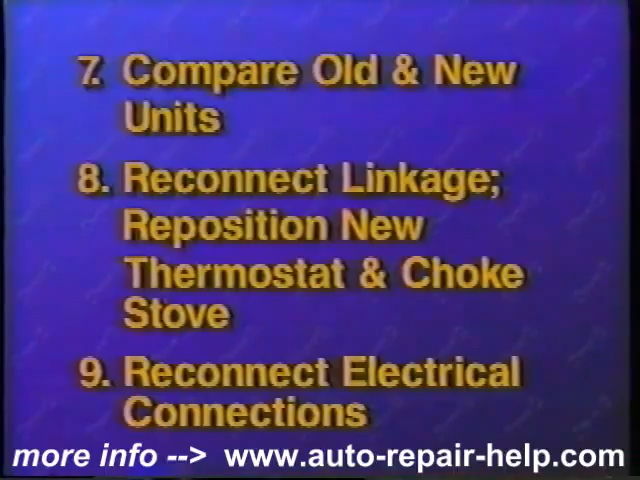 7. Compare Old & New
Units
8. Reconnect Linkage;
Reposition New
Thermostat & Choke
Stove
9. Reconnect Electrical
Connections
more info --> www.auto-repair-help.com